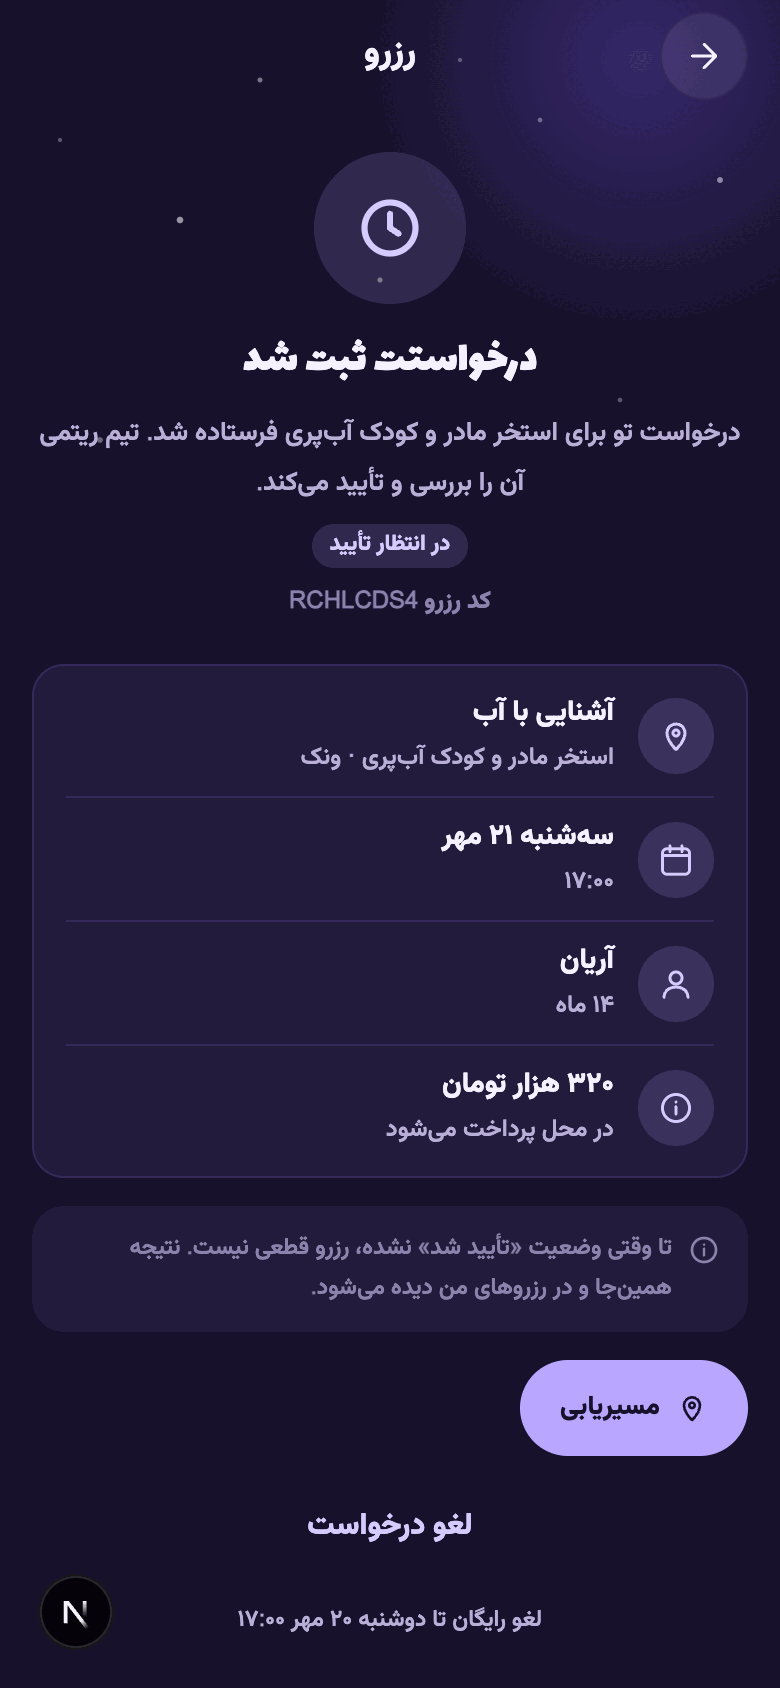 رزرو
درخواستت ثبت شد
درخواست تو برای استخر مادر و کودک آب‌پری فرستاده شد. تیم ریتمی
آن را بررسی و تأیید می‌کند.
در انتظار تأیید
کد رزرو RCHLCDS4
آشنایی با آب
استخر مادر و کودک آب‌پری · ونک
سه‌شنبه ۲۱ مهر
۱۷:۰۰
آریان
۱۴ ماه
۳۲۰ هزار تومان
در محل پرداخت می‌شود
تا وقتی وضعیت «تأیید شد» نشده، رزرو قطعی نیست. نتیجه
همین‌جا و در رزروهای من دیده می‌شود.
مسیریابی
لغو درخواست
لغو رایگان تا دوشنبه ۲۰ مهر ۱۷:۰۰
N